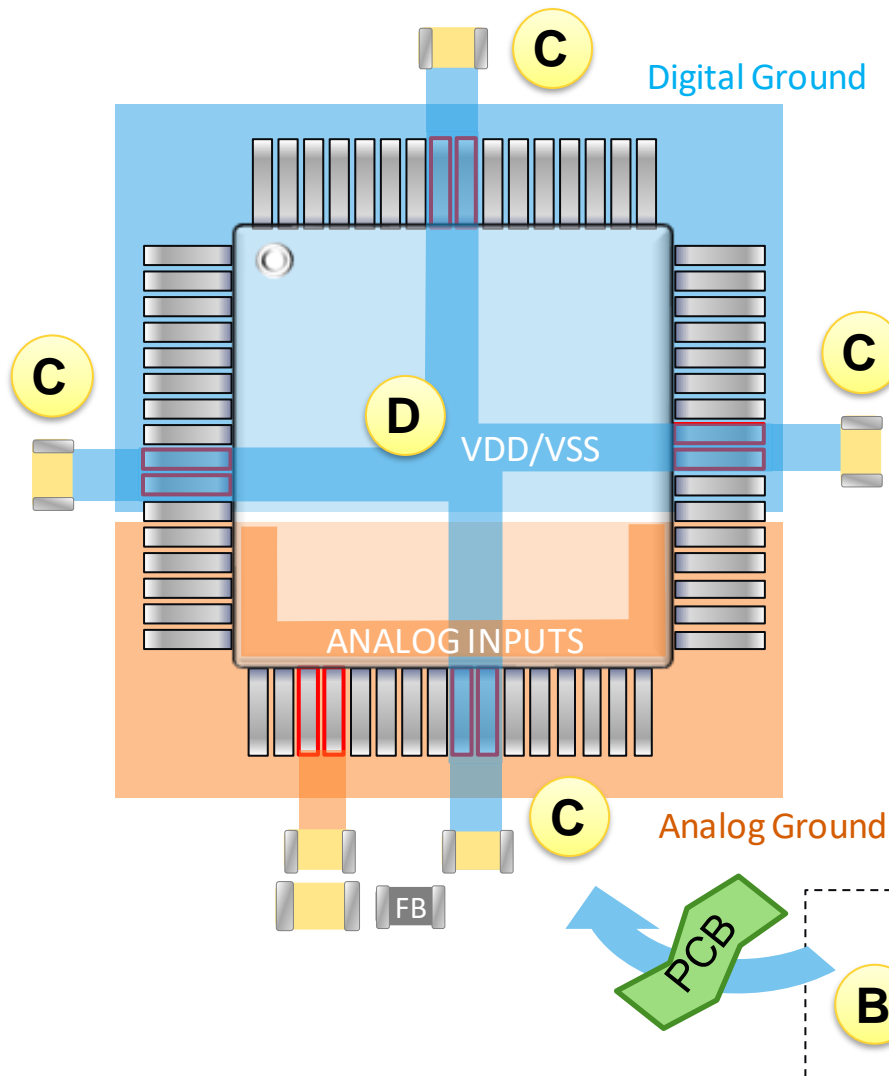 C
Digital Ground
C
C
D
VDD/VSS
ANALOG INPUTS
C
Analog Ground
FB
PCB
B